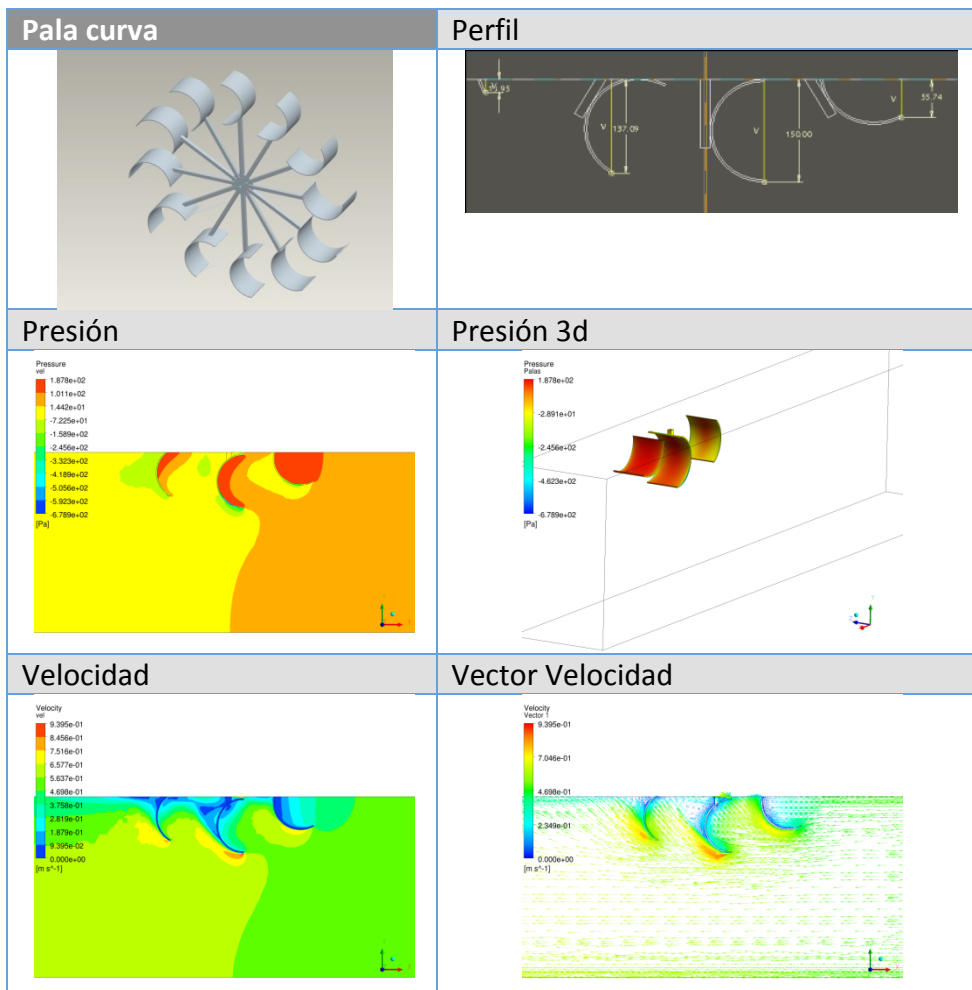 Pala curva
Perfil
137.09
150.00
55.74
Presión
Presión 3d
Pressure
vel
1.878e+02
1.011e+02
1.442e+01
-7.225e+01
-1.589e+02
-2.456e+02
-3.323e+02
-4.189e+02
-5.056e+02
-5.923e+02
-6.789e+02
[Pa]
Pressure
Palas
1.878e+02
-2.891e+01
-2.456e+02
-4.623e+02
-6.789e+02
[Pa]
Velocidad
Vector Velocidad
Velocity
vel
9.395e-01
8.456e-01
7.516e-01
6.577e-01
5.637e-01
4.698e-01
3.758e-01
2.819e-01
1.879e-01
9.395e-02
0.000e+00
[m s^-1]
Velocity
Vector 1
9.395e-01
7.046e-01
4.698e-01
2.349e-01
0.000e+00
[m s^-1]